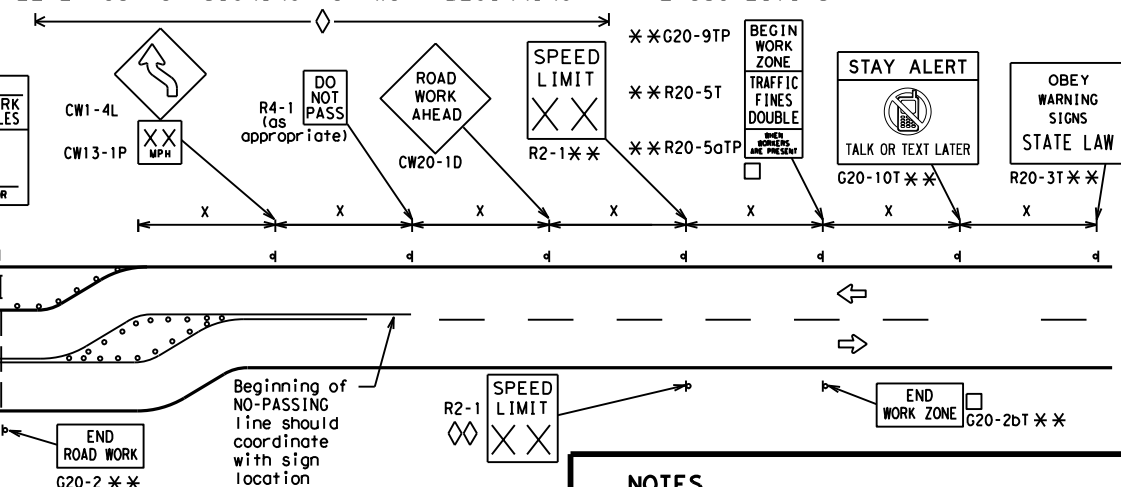 CW1-4L
XX
MPH
CW13-1P
DO
NOT
PASS
R4-1
(as
appropriate)
ROAD
WORK
AHEAD
CW20-1D
SPEED
LIMIT
XX
R2-1**
**G20-9TP
**R20-5T
**R20-5aTP
BEGIN
WORK
ZONE
TRAFFIC
FINES
DOUBLE
WHEN
WORKERS
ARE PRESENT
STAY ALERT
TALK OR TEXT LATER
G20-10T**
OBEY
WARNING
SIGNS
STATE LAW
R20-3T**
X X X X X X X
Beginning of
NO-PASSING
line should
coordinate
with sign
location
R2-1
SPEED
LIMIT
XX
END
WORK ZONE
G20-2bT**
END
ROAD WORK
G20-2**
NOTES